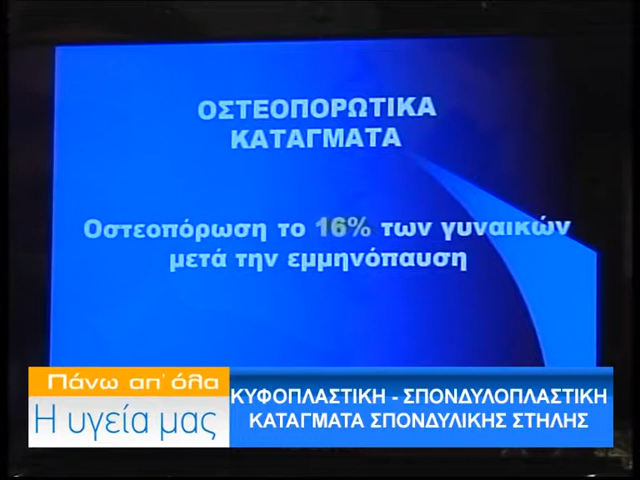 ΟΣΤΕΟΠΟΡΩΤΙΚΑ
ΚΑΤΑΓΜΑΤΑ
Οστεοπόρωση το 16% των γυναικών
μετά την εμμηνόπαυση
Πάνω απ' όλα
Η υγεία μας
ΚΥΦΟΠΛΑΣΤΙΚΗ - ΣΠΟΝΔΥΛΟΠΛΑΣΤΙΚΗ
ΚΑΤΑΓΜΑΤΑ ΣΠΟΝΔΥΛΙΚΗΣ ΣΤΗΛΗΣ